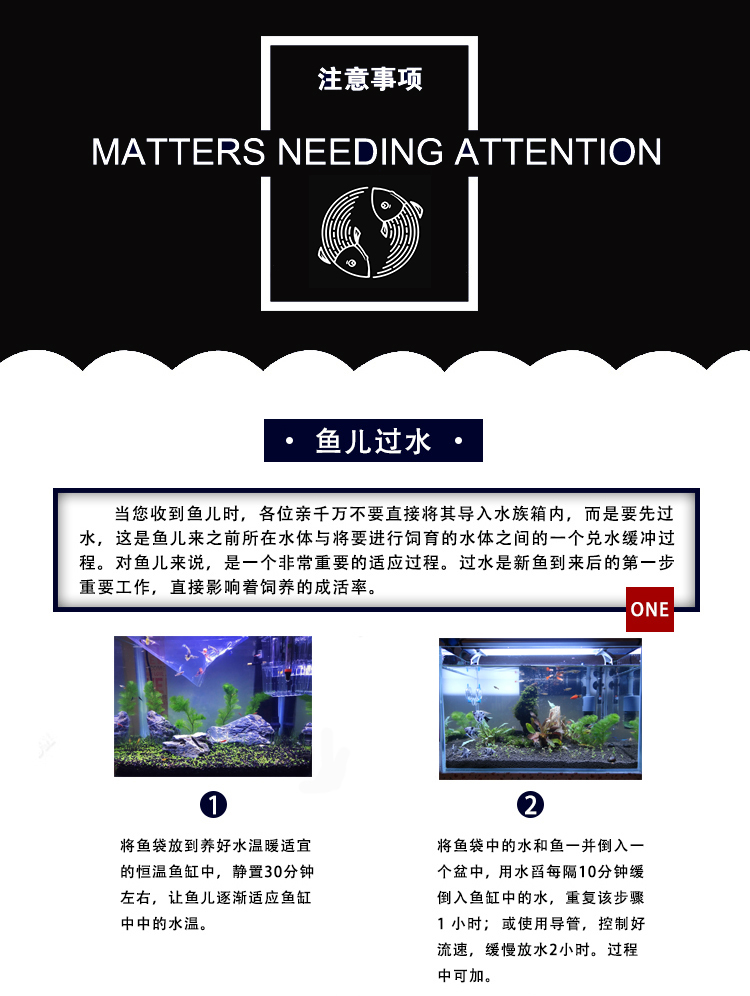 注意事项
MATTERS NEEDING ATTENTION
· 鱼儿过水 ·
当您收到鱼儿时，各位亲千万不要直接将其导入水族箱内，而是要先过
水，这是鱼儿来之前所在水体与将要进行饲育的水体之间的一个兑水缓冲过
程。对鱼儿来说，是一个非常重要的适应过程。过水是新鱼到来后的第一步
重要工作，直接影响着饲养的成活率。
ONE
1
将鱼袋放到养好水温暖适宜
的恒温鱼缸中，静置30分钟
左右，让鱼儿逐渐适应鱼缸
中中的水温。
2
将鱼袋中的水和鱼一并倒入一
个盆中，用水舀每隔10分钟缓
倒入鱼缸中的水，重复该步骤
1 小时；或使用导管，控制好
流速，缓慢放水2小时。过程
中可加。